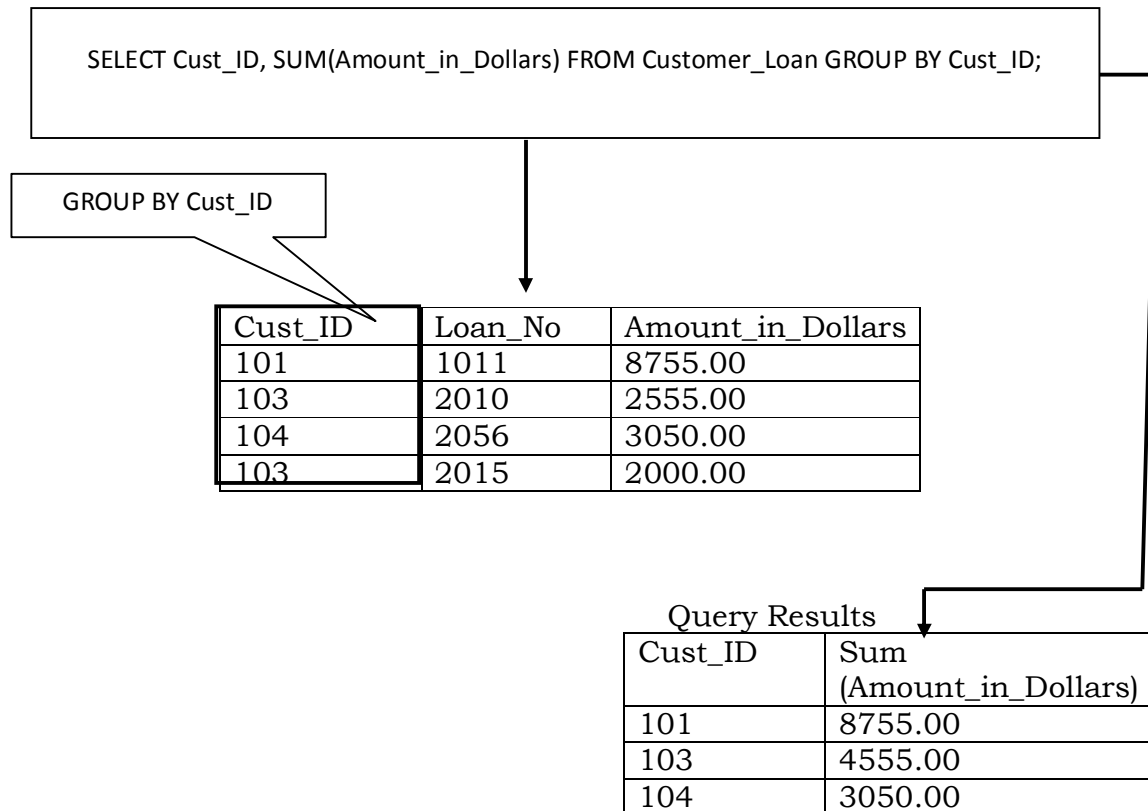 SELECT Cust_ID, SUM(Amount_in_Dollars) FROM Customer_Loan GROUP BY Cust_ID;
GROUP BY Cust_ID
Cust_ID Loan_No Amount_in_Dollars
101 1011 8755.00
103 2010 2555.00
104 2056 3050.00
103 2015 2000.00
Query Results
Cust_ID Sum
(Amount_in_Dollars)
101 8755.00
103 4555.00
104 3050.00